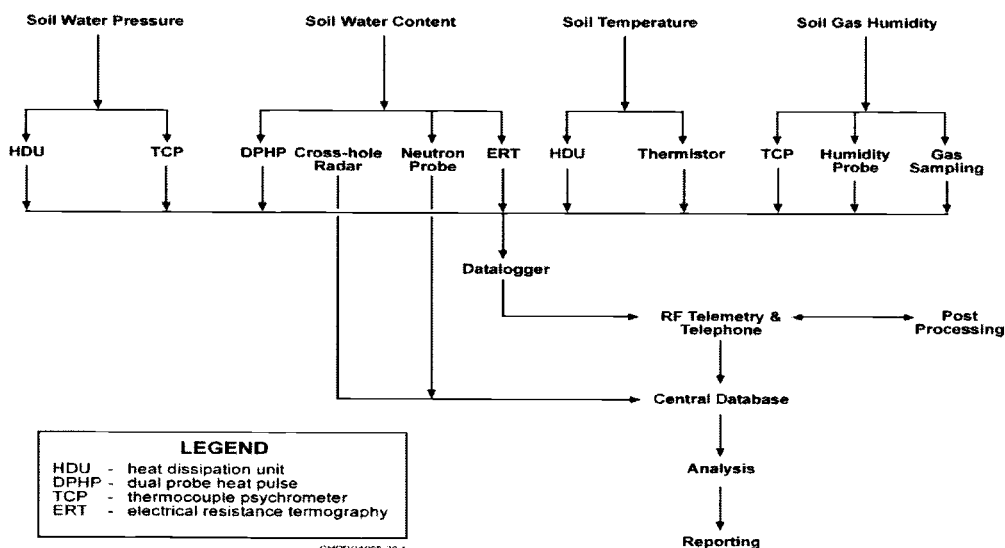 Soil Water Pressure
Soil Water Content
Soil Temperature
Soil Gas Humidity
HDU
TCP
DPHP
Cross-hole
Radar
Neutron
Probe
ERT
HDU
Thermistor
TCP
Humidity
Probe
Gas
Sampling
Datalogger
RF Telemetry &
Telephone
Post
Processing
Central Database
Analysis
Reporting
LEGEND
HDU - heat dissipation unit
DPHP - dual probe heat pulse
TCP - thermocouple psychrometer
ERT - electrical resistance termography